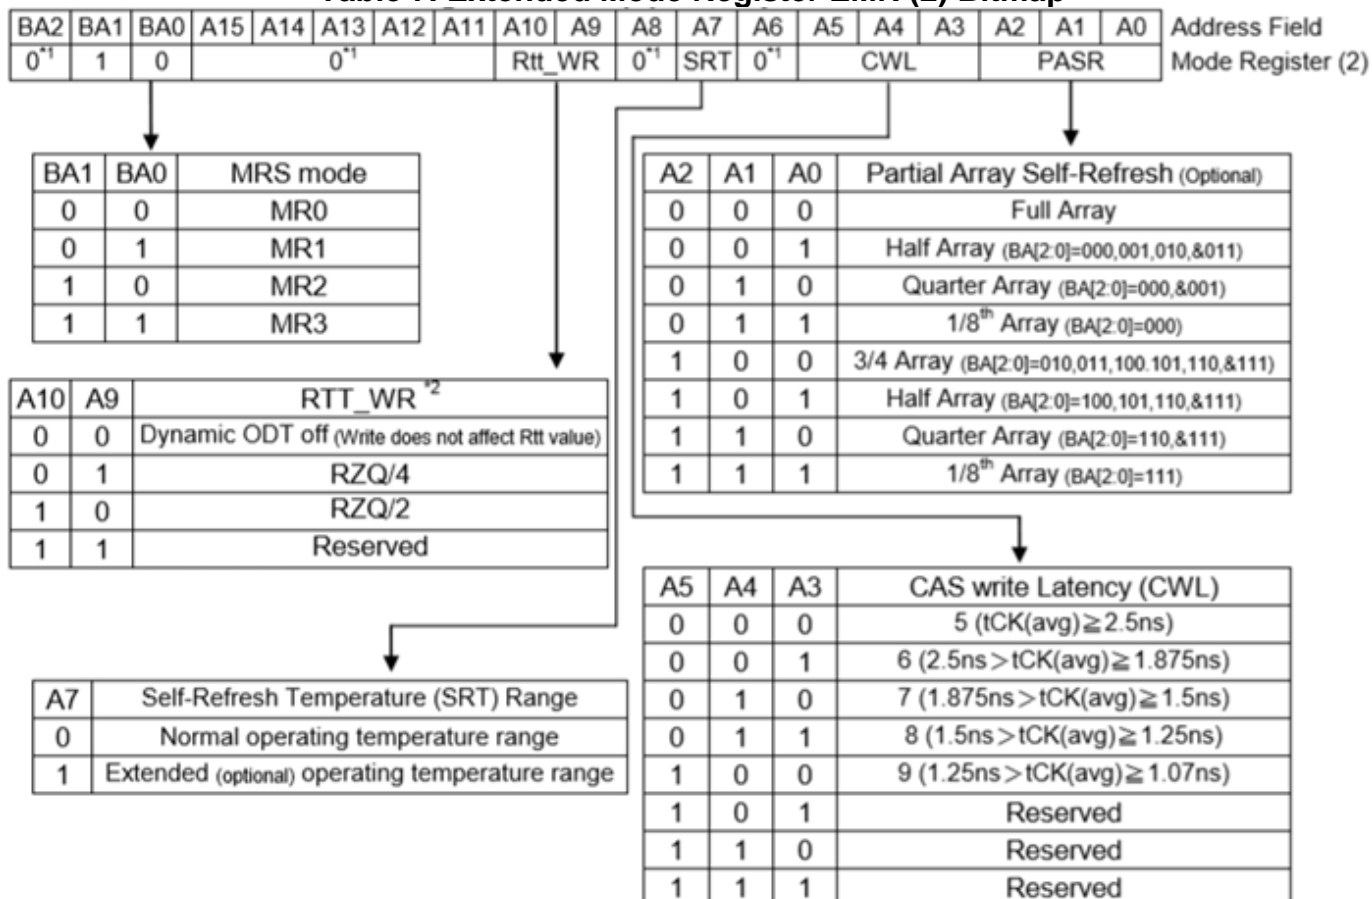 Table 7. Extended Mode Register EMR (2) Bitmap
BA2 BA1 BA0 A15 A14 A13 A12 A11 A10 A9 A8 A7 A6 A5 A4 A3 A2 A1 A0 Address Field
0*1 1 0 0*1 Rtt_WR 0*1 SRT 0*1 CWL PASR Mode Register (2)
BA1 BA0 MRS mode
0 0 MR0
0 1 MR1
1 0 MR2
1 1 MR3
A2 A1 A0 Partial Array Self-Refresh (Optional)
0 0 0 Full Array
0 0 1 Half Array (BA[2:0]=000,001,010,&011)
0 1 0 Quarter Array (BA[2:0]=000,&001)
0 1 1 1/8th Array (BA[2:0]=000)
1 0 0 3/4 Array (BA[2:0]=010,011,100.101,110,&111)
1 0 1 Half Array (BA[2:0]=100,101,110,&111)
1 1 0 Quarter Array (BA[2:0]=110,&111)
1 1 1 1/8th Array (BA[2:0]=111)
A10 A9 RTT_WR *2
0 0 Dynamic ODT off (Write does not affect Rtt value)
0 1 RZQ/4
1 0 RZQ/2
1 1 Reserved
A7 Self-Refresh Temperature (SRT) Range
0 Normal operating temperature range
1 Extended (optional) operating temperature range
A5 A4 A3 CAS write Latency (CWL)
0 0 0 5 (tCK(avg)≧2.5ns)
0 0 1 6 (2.5ns>tCK(avg)≧1.875ns)
0 1 0 7 (1.875ns>tCK(avg)≧1.5ns)
0 1 1 8 (1.5ns>tCK(avg)≧1.25ns)
1 0 0 9 (1.25ns>tCK(avg)≧1.07ns)
1 0 1 Reserved
1 1 0 Reserved
1 1 1 Reserved